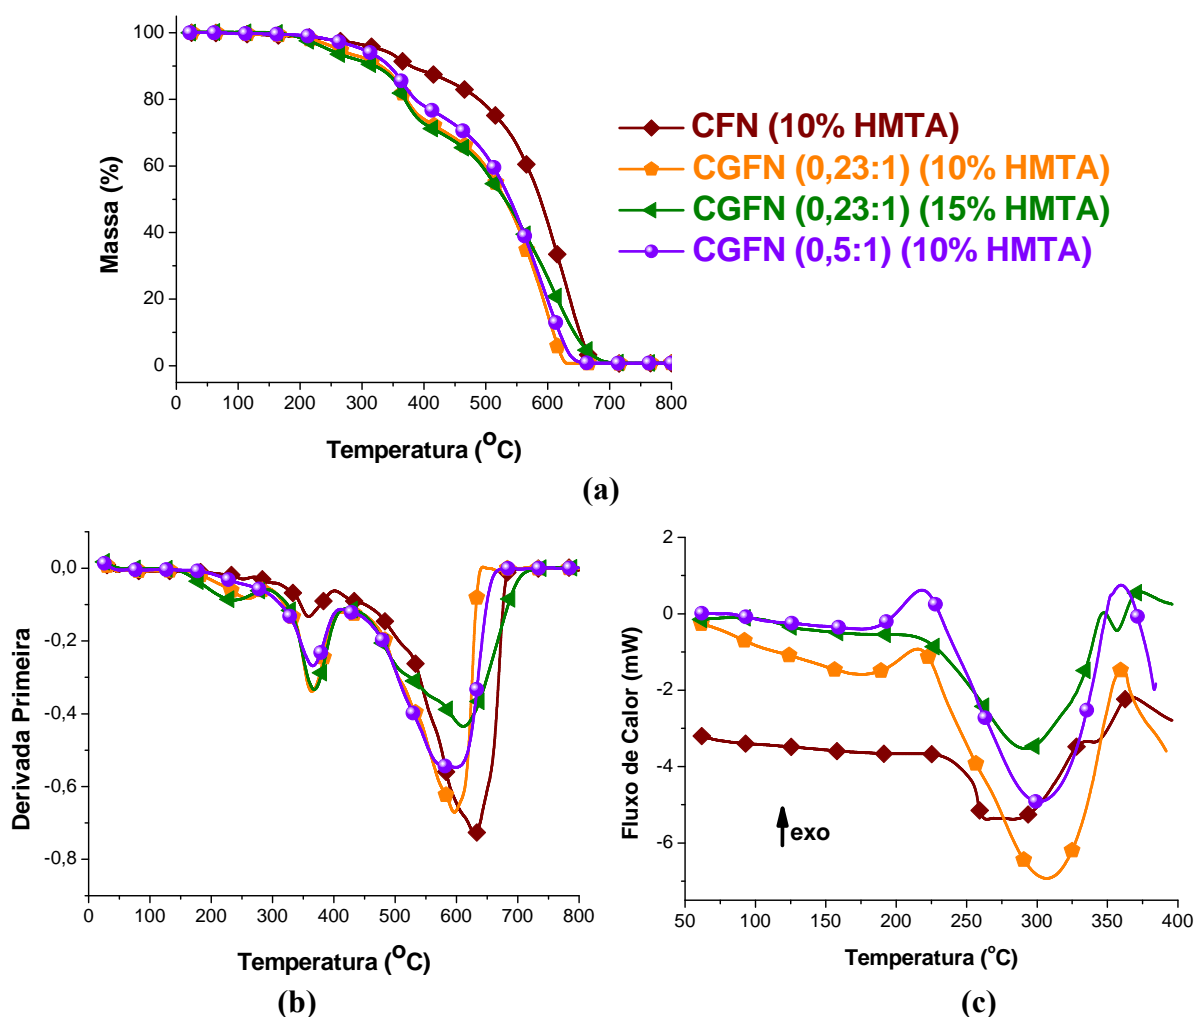 100
80
60
40
20
0
Massa (%)
0 100 200 300 400 500 600 700 800
Temperatura (°C)
CFN (10% HMTA)
CGFN (0,23:1) (10% HMTA)
CGFN (0,23:1) (15% HMTA)
CGFN (0,5:1) (10% HMTA)
(a)
0,0
-0,2
-0,4
-0,6
-0,8
Derivada Primeira
0 100 200 300 400 500 600 700 800
Temperatura (°C)
(b)
2
0
-2
-4
-6
Fluxo de Calor (mW)
exo
50 100 150 200 250 300 350 400
Temperatura (°C)
(c)